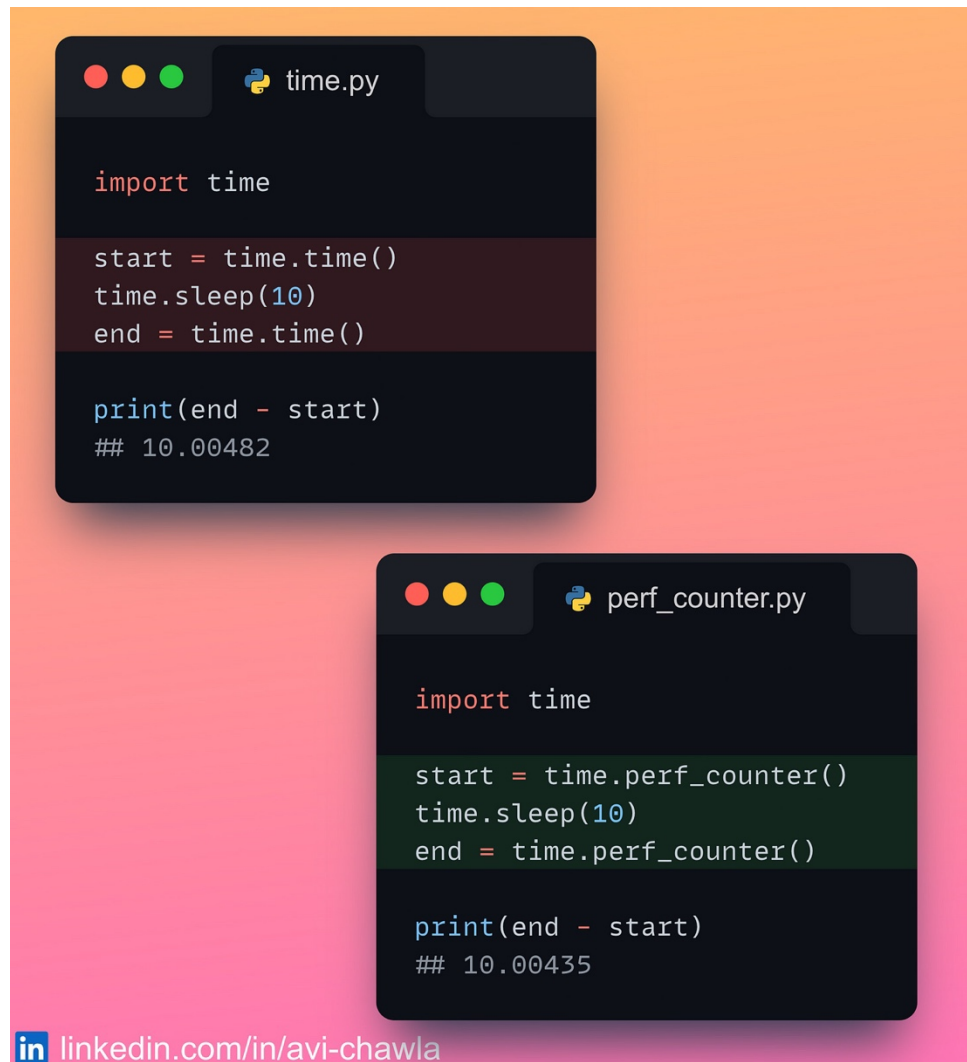 time.py
import time
start = time.time()
time.sleep(10)
end = time.time()
print(end - start)
## 10.00482
perf_counter.py
import time
start = time.perf_counter()
time.sleep(10)
end = time.perf_counter()
print(end - start)
## 10.00435
in linkedin.com/in/avi-chawla